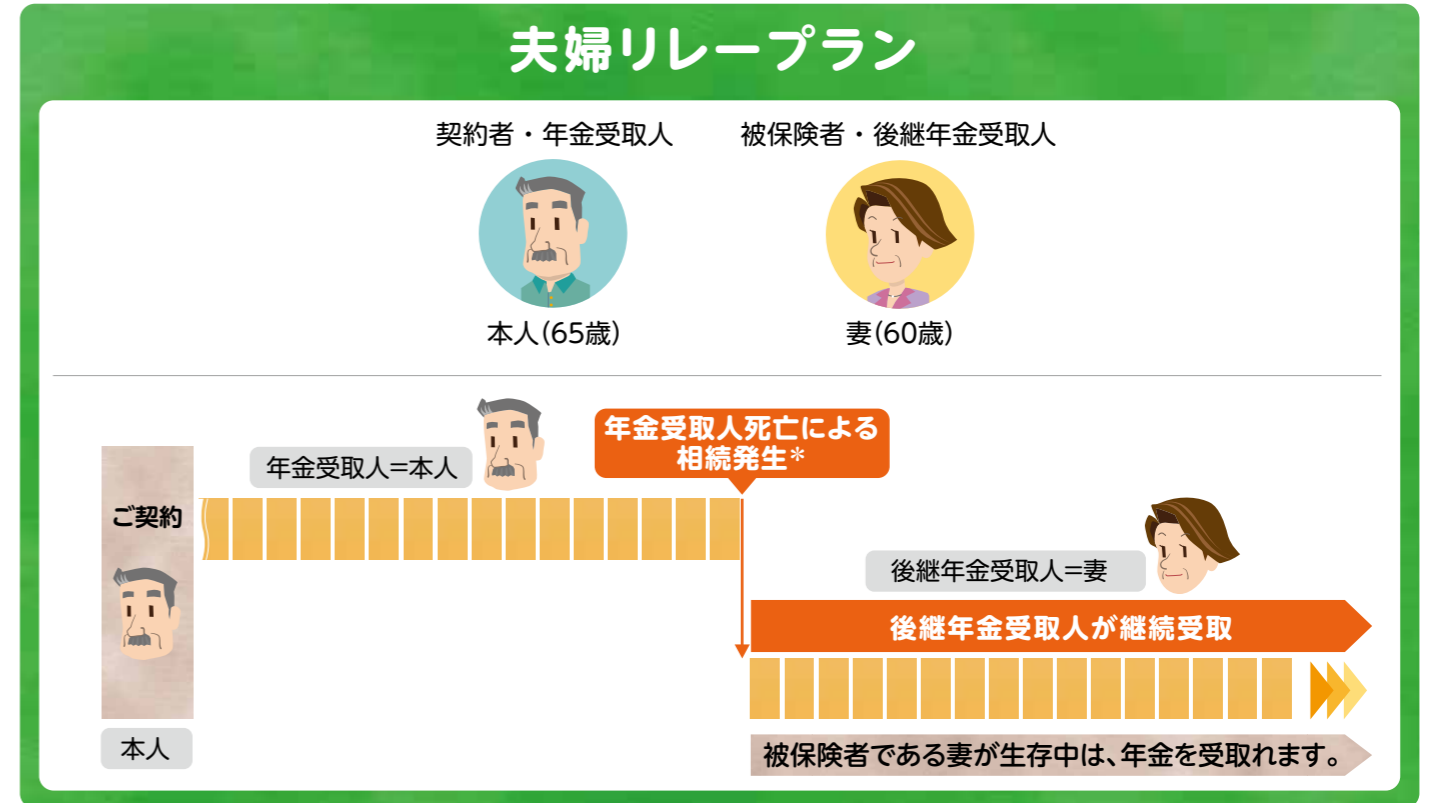 夫婦リレープラン
契約者・年金受取人
被保険者・後継年金受取人
本人(65歳)
妻(60歳)
年金受取人=本人
年金受取人死亡による
相続発生*
ご契約
後継年金受取人=妻
後継年金受取人が継続受取
本人
被保険者である妻が生存中は、年金を受取れます。